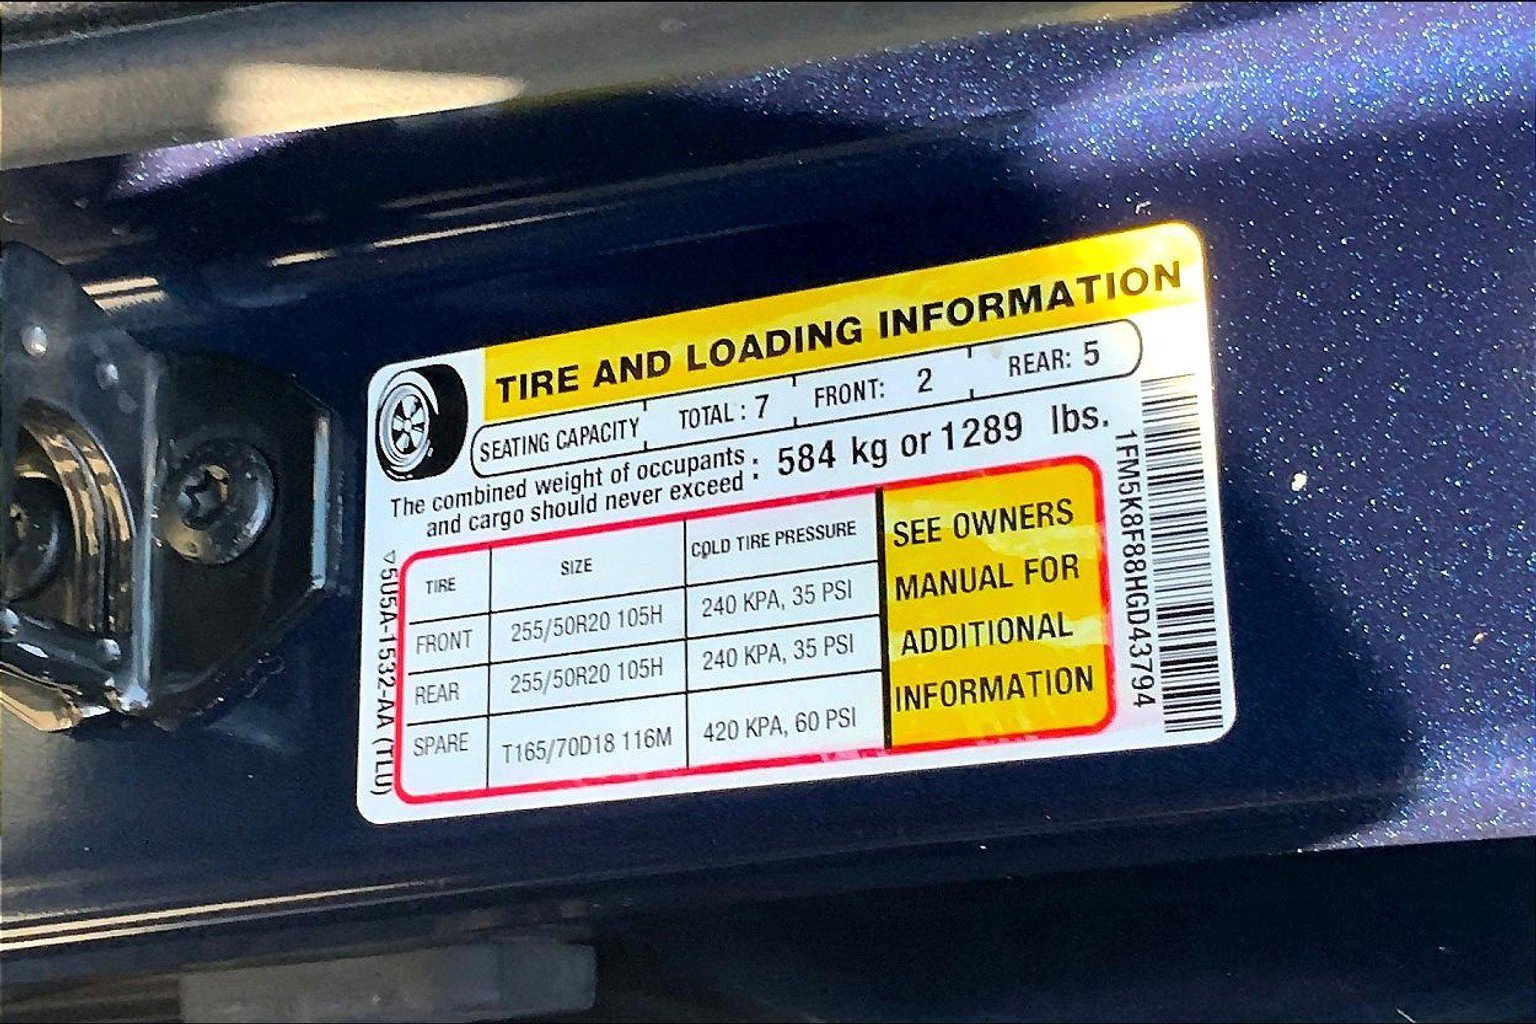 TIRE AND LOADING INFORMATION
SEATING CAPACITY TOTAL : 7 FRONT: 2 REAR: 5
The combined weight of occupants : 584 kg or 1289 lbs.
and cargo should never exceed :
TIRE SIZE COLD TIRE PRESSURE
FRONT 255/50R20 105H 240 KPA, 35 PSI
REAR 255/50R20 105H 240 KPA, 35 PSI
SPARE T165/70D18 116M 420 KPA, 60 PSI
SEE OWNERS
MANUAL FOR
ADDITIONAL
INFORMATION
▽5U5A-1532-AA (TLU)
1FM5K8F88HGD43794